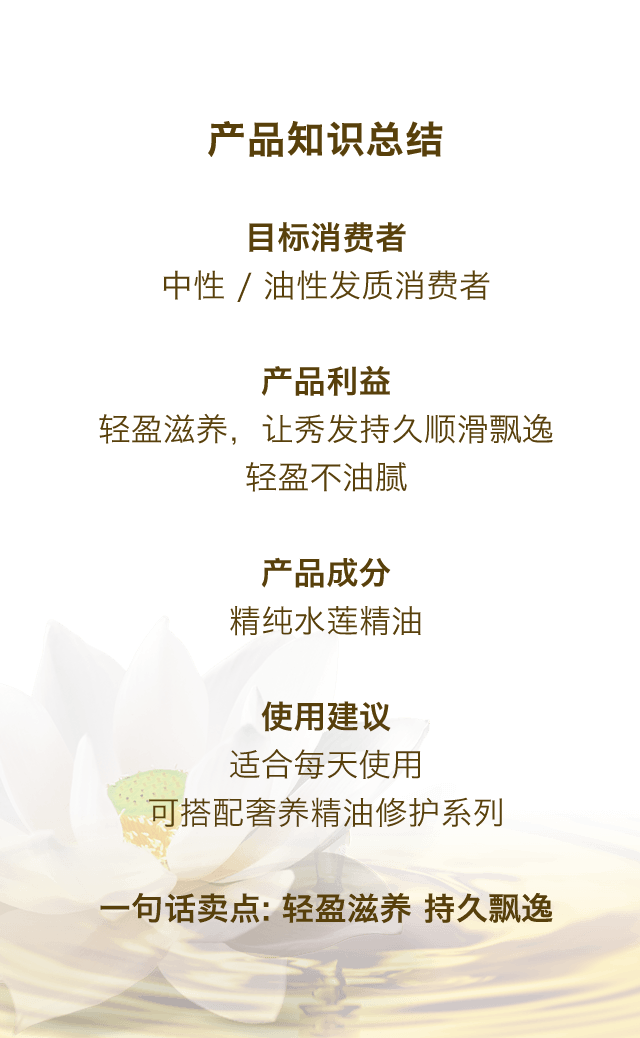 产品知识总结
目标消费者
中性 / 油性发质消费者
产品利益
轻盈滋养，让秀发持久顺滑飘逸
轻盈不油腻
产品成分
精纯水莲精油
使用建议
适合每天使用
可搭配奢养精油修护系列
一句话卖点: 轻盈滋养 持久飘逸